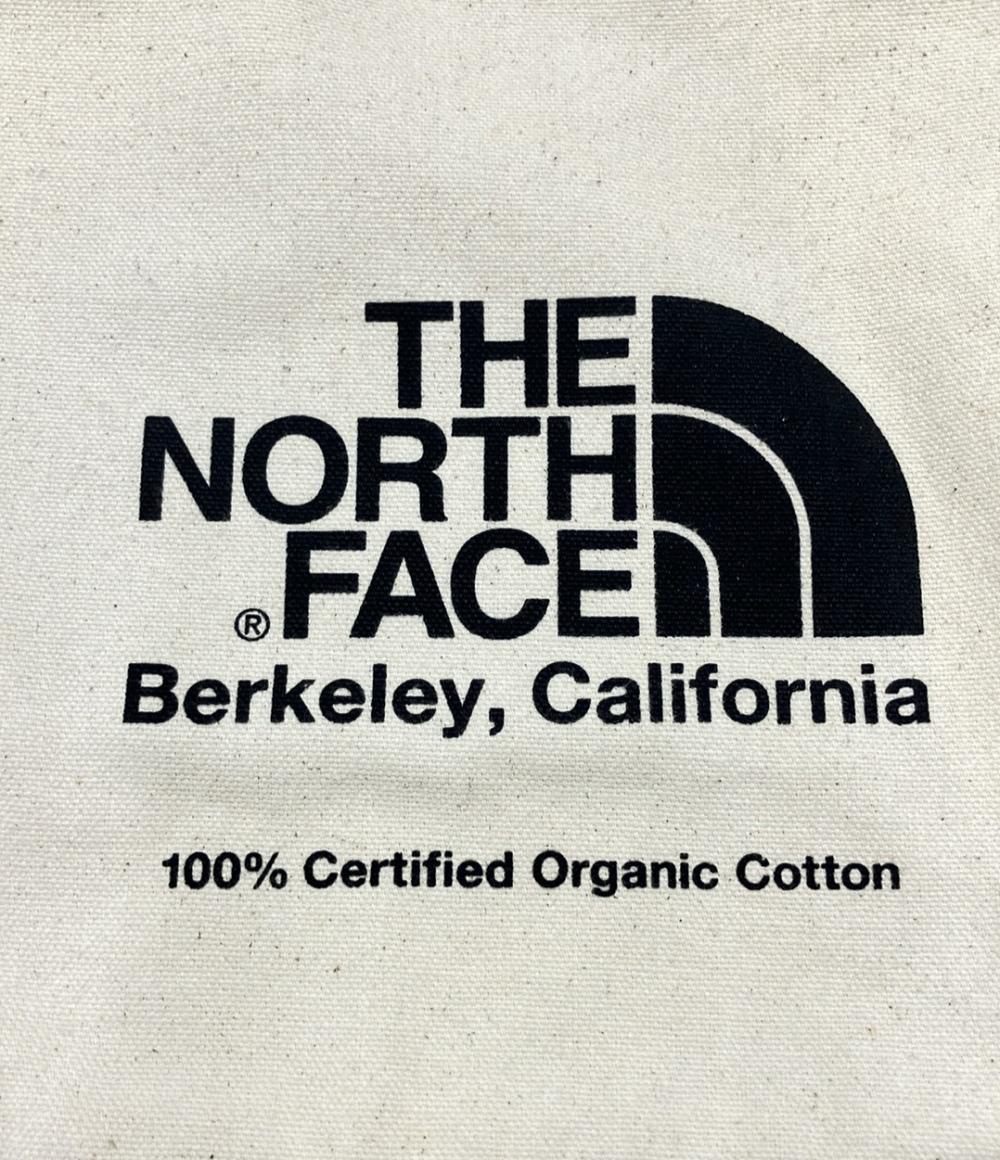 THE
NORTH
® FACE
Berkeley, California
100% Certified Organic Cotton